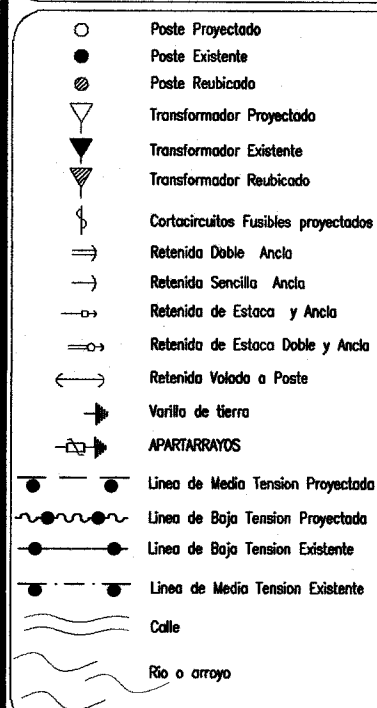 Poste Proyectado
Poste Existente
Poste Reubicado
Transformador Proyectado
Transformador Existente
Transformador Reubicado
Cortacircuitos Fusibles proyectados
Retenida Doble Ancla
Retenida Sencilla Ancla
Retenida de Estaca y Ancla
Retenida de Estaca Doble y Ancla
Retenida Volada a Poste
Varilla de tierra
APARTARRAYOS
Linea de Media Tension Proyectada
Linea de Baja Tension Proyectada
Linea de Baja Tension Existente
Linea de Media Tension Existente
Calle
Rio o arroyo